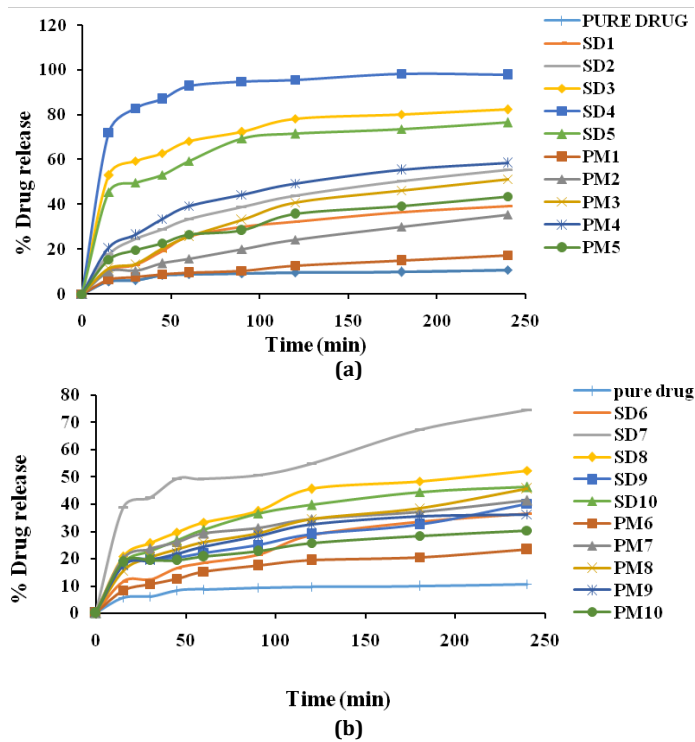 120
100
80
60
40
20
0
% Drug release
0
50
100
150
200
250
Time (min)
PURE DRUG
SD1
SD2
SD3
SD4
SD5
PM1
PM2
PM3
PM4
PM5
(a)
80
70
60
50
40
30
20
10
0
% Drug release
0
50
100
150
200
250
Time (min)
pure drug
SD6
SD7
SD8
SD9
SD10
PM6
PM7
PM8
PM9
PM10
(b)